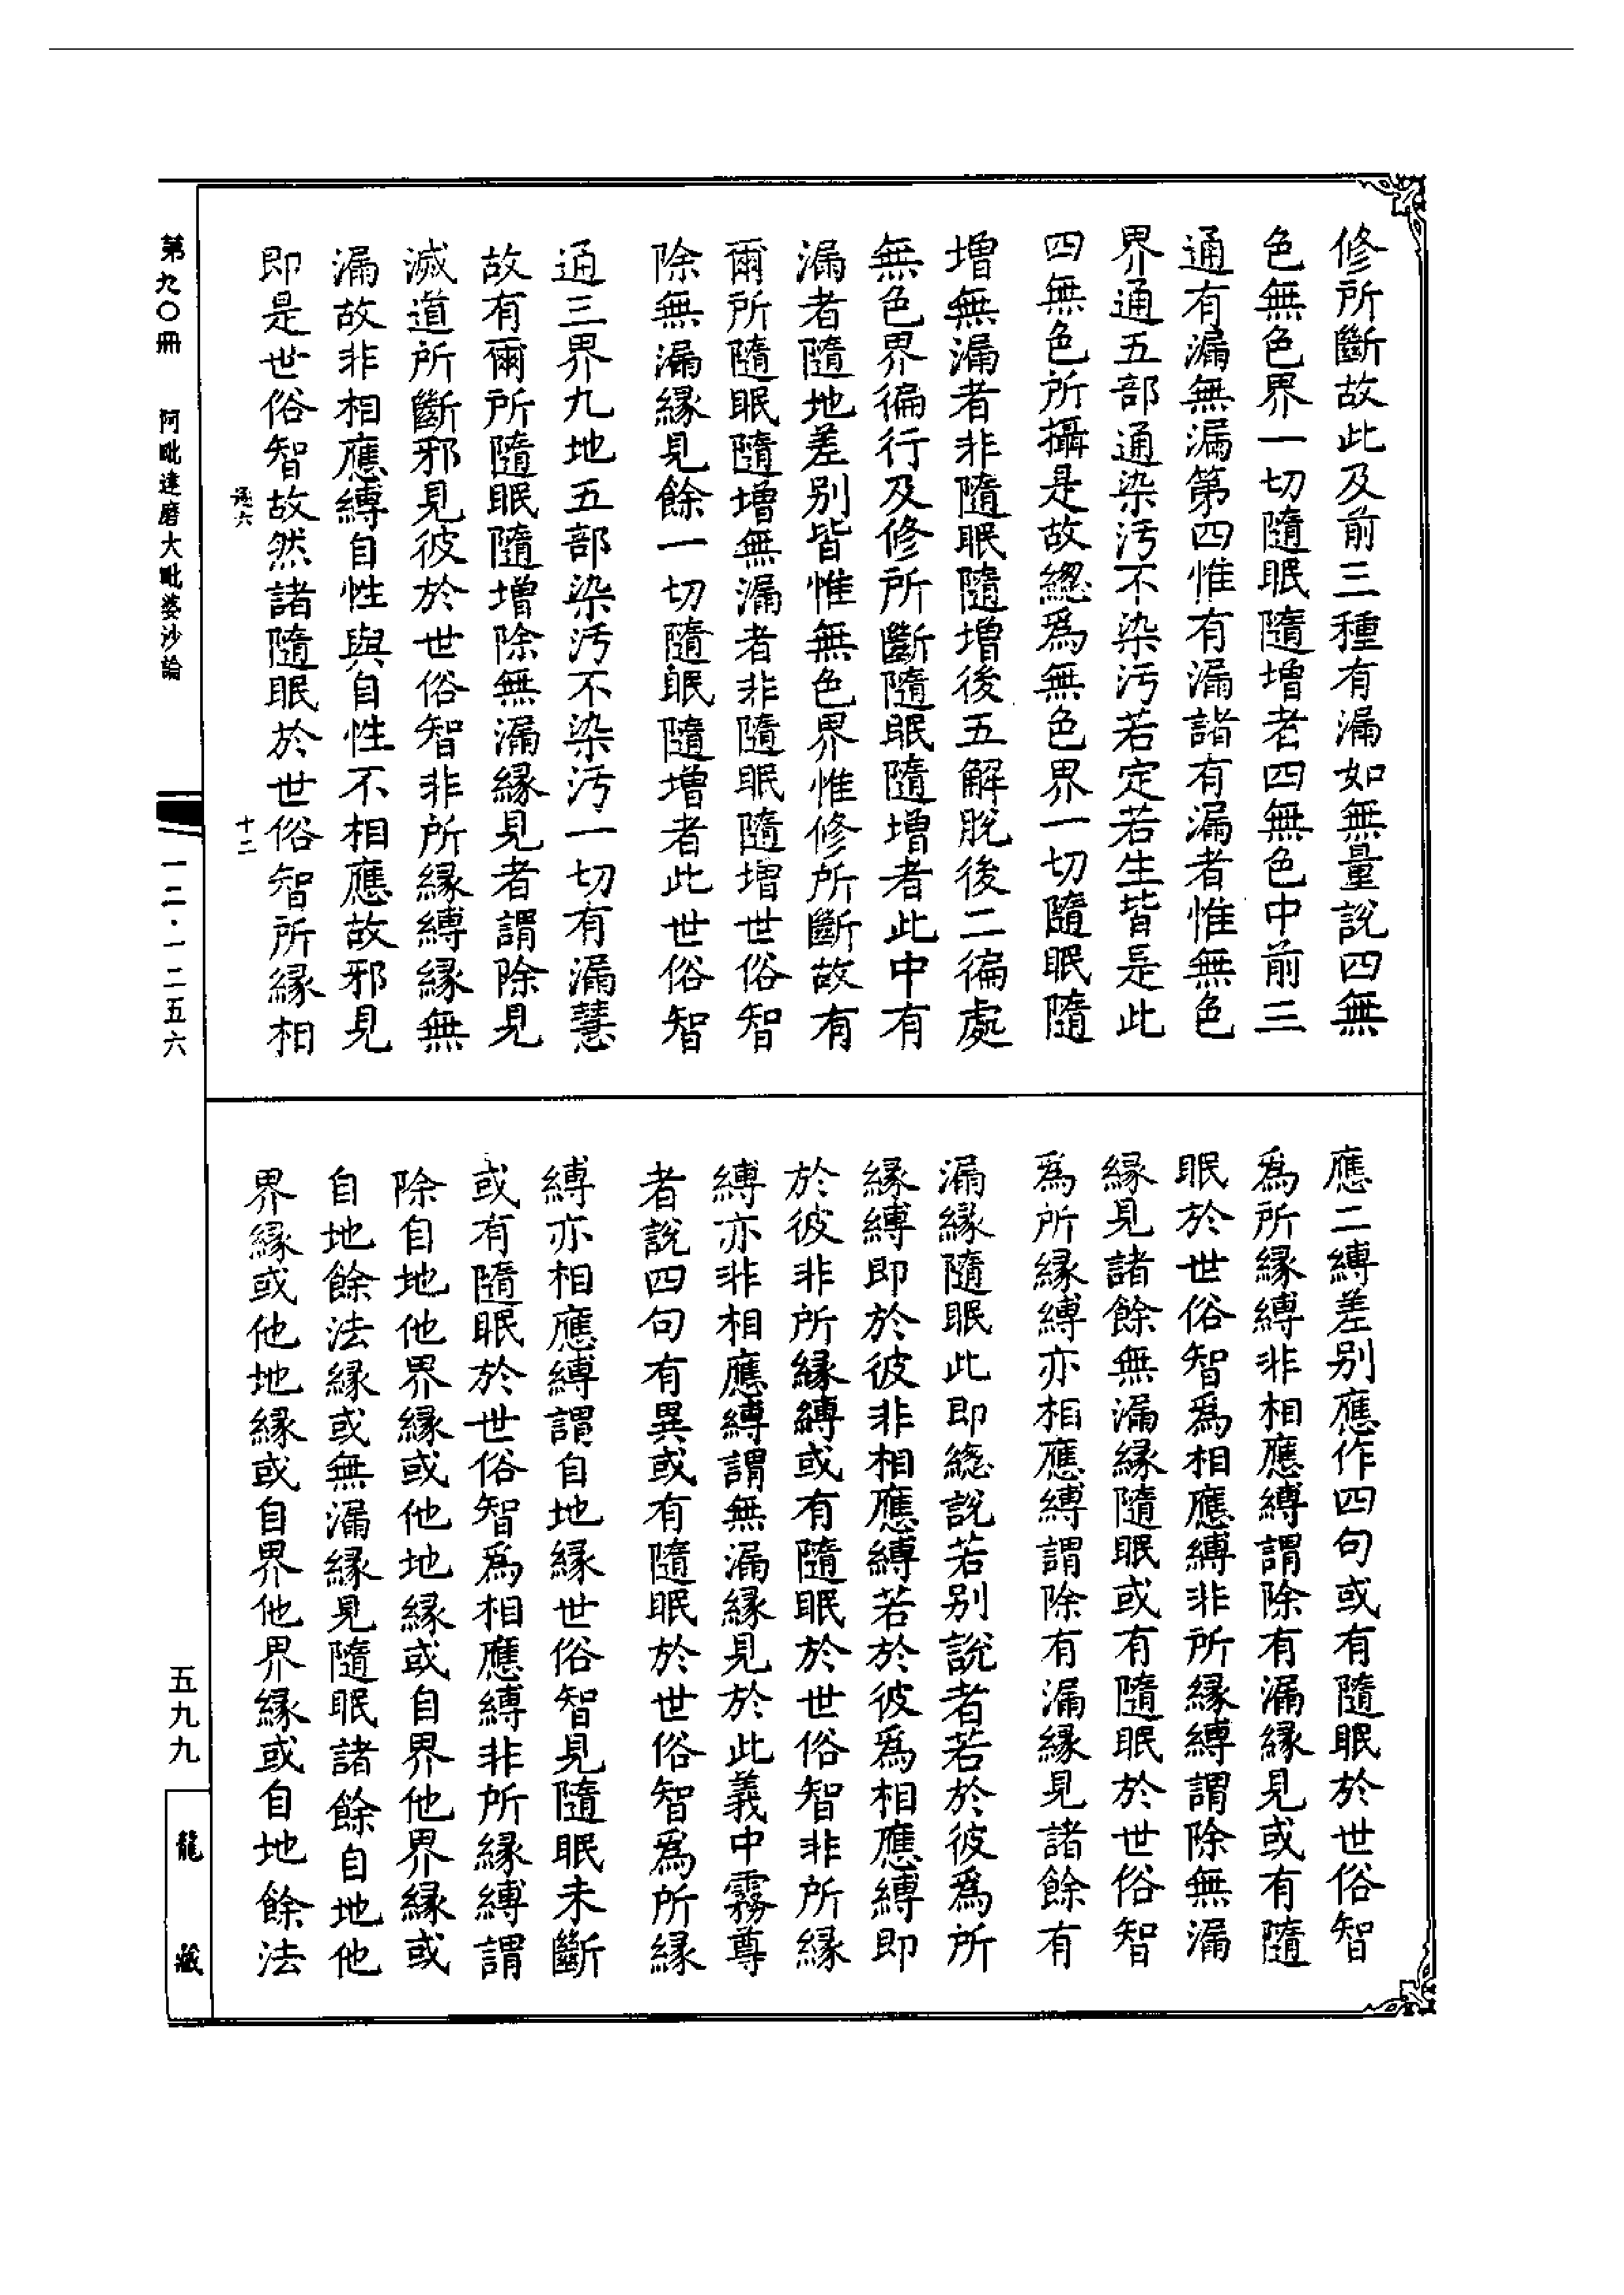 修所斷故此及前三種有漏如無量說四無
色無色界一切隨眠隨增者四無色中前三
通有漏無漏第四惟有漏諸有漏者惟無色
界通五部通染污不染污若定若生皆是此
四無色所攝是故總爲無色界一切隨眠隨
增無漏者非隨眠隨增後五解脫後二徧處
無色界徧行及修所斷隨眠隨增者此中有
漏者隨地差別皆惟無色界惟修所斷故有
爾所隨眠隨增無漏者非隨眠隨增世俗智
除無漏緣見餘一切隨眠隨增者此世俗智
通三界九地五部染污不染污一切有漏慧
故有爾所隨眠隨增除無漏緣見者謂除見
滅道所斷邪見彼於世俗智非所緣縛緣無
漏故非相應縛自性與自性不相應故邪見
即是世俗智故然諸隨眠於世俗智所緣相
應二縛差別應作四句或有隨眠於世俗智
爲所緣縛非相應縛謂除有漏緣見或有隨
眠於世俗智爲相應縛非所緣縛謂除無漏
緣見諸餘無漏緣隨眠或有隨眠於世俗智
爲所緣縛亦相應縛謂除有漏緣見諸餘有
漏緣隨眠此即總說若別說者若於彼爲所
緣縛即於彼非相應縛若於彼爲相應縛即
於彼非所緣縛或有隨眠於世俗智非所緣
縛亦非相應縛謂無漏緣見於此義中霧尊
者說四句有異或有隨眠於世俗智爲所緣
縛亦相應縛謂自地緣世俗智見隨眠未斷
或有隨眠於世俗智爲相應縛非所緣縛謂
除自地他界緣或他地緣或自界他界緣或
自地餘法緣或無漏緣見隨眠諸餘自地他
界緣或他地緣或自界他界緣或自地餘法
第九〇冊
阿毗達磨大毗婆沙論
逐六
十二
一二·一二五六
五九九
龍藏